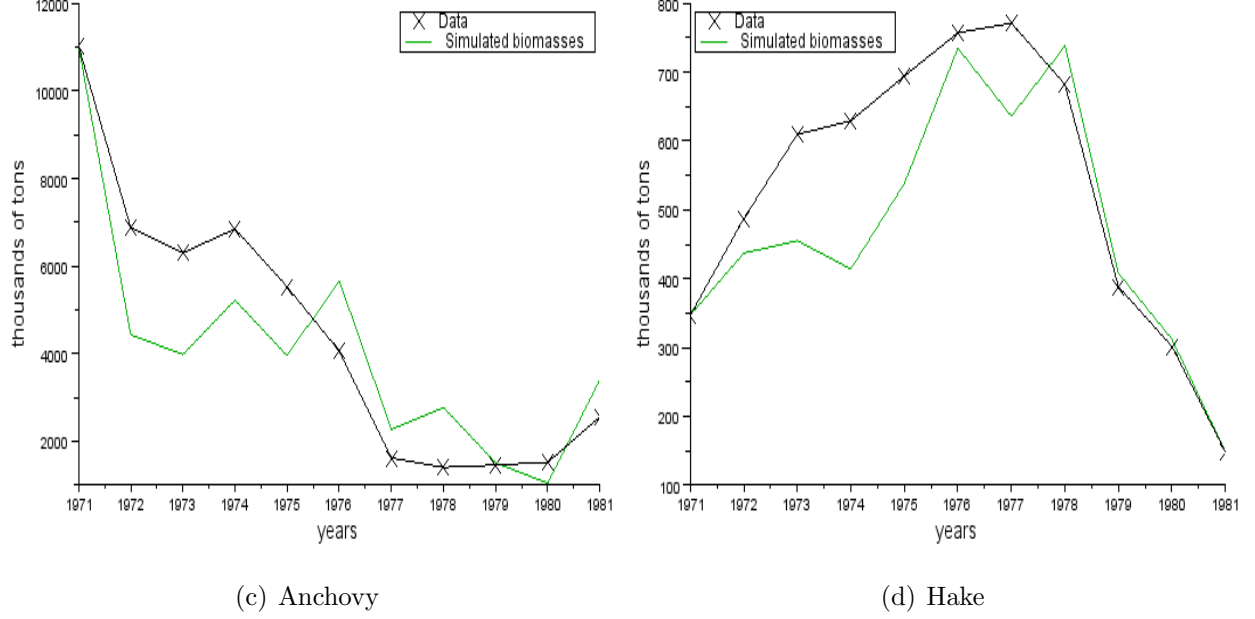 12000
10000
8000
6000
4000
2000
thousands of tons
Data
Simulated biomasses
1971 1972 1973 1974 1975 1976 1977 1978 1979 1980 1981
years
(c) Anchovy
800
700
600
500
400
300
200
100
thousands of tons
Data
Simulated biomasses
1971 1972 1973 1974 1975 1976 1977 1978 1979 1980 1981
years
(d) Hake